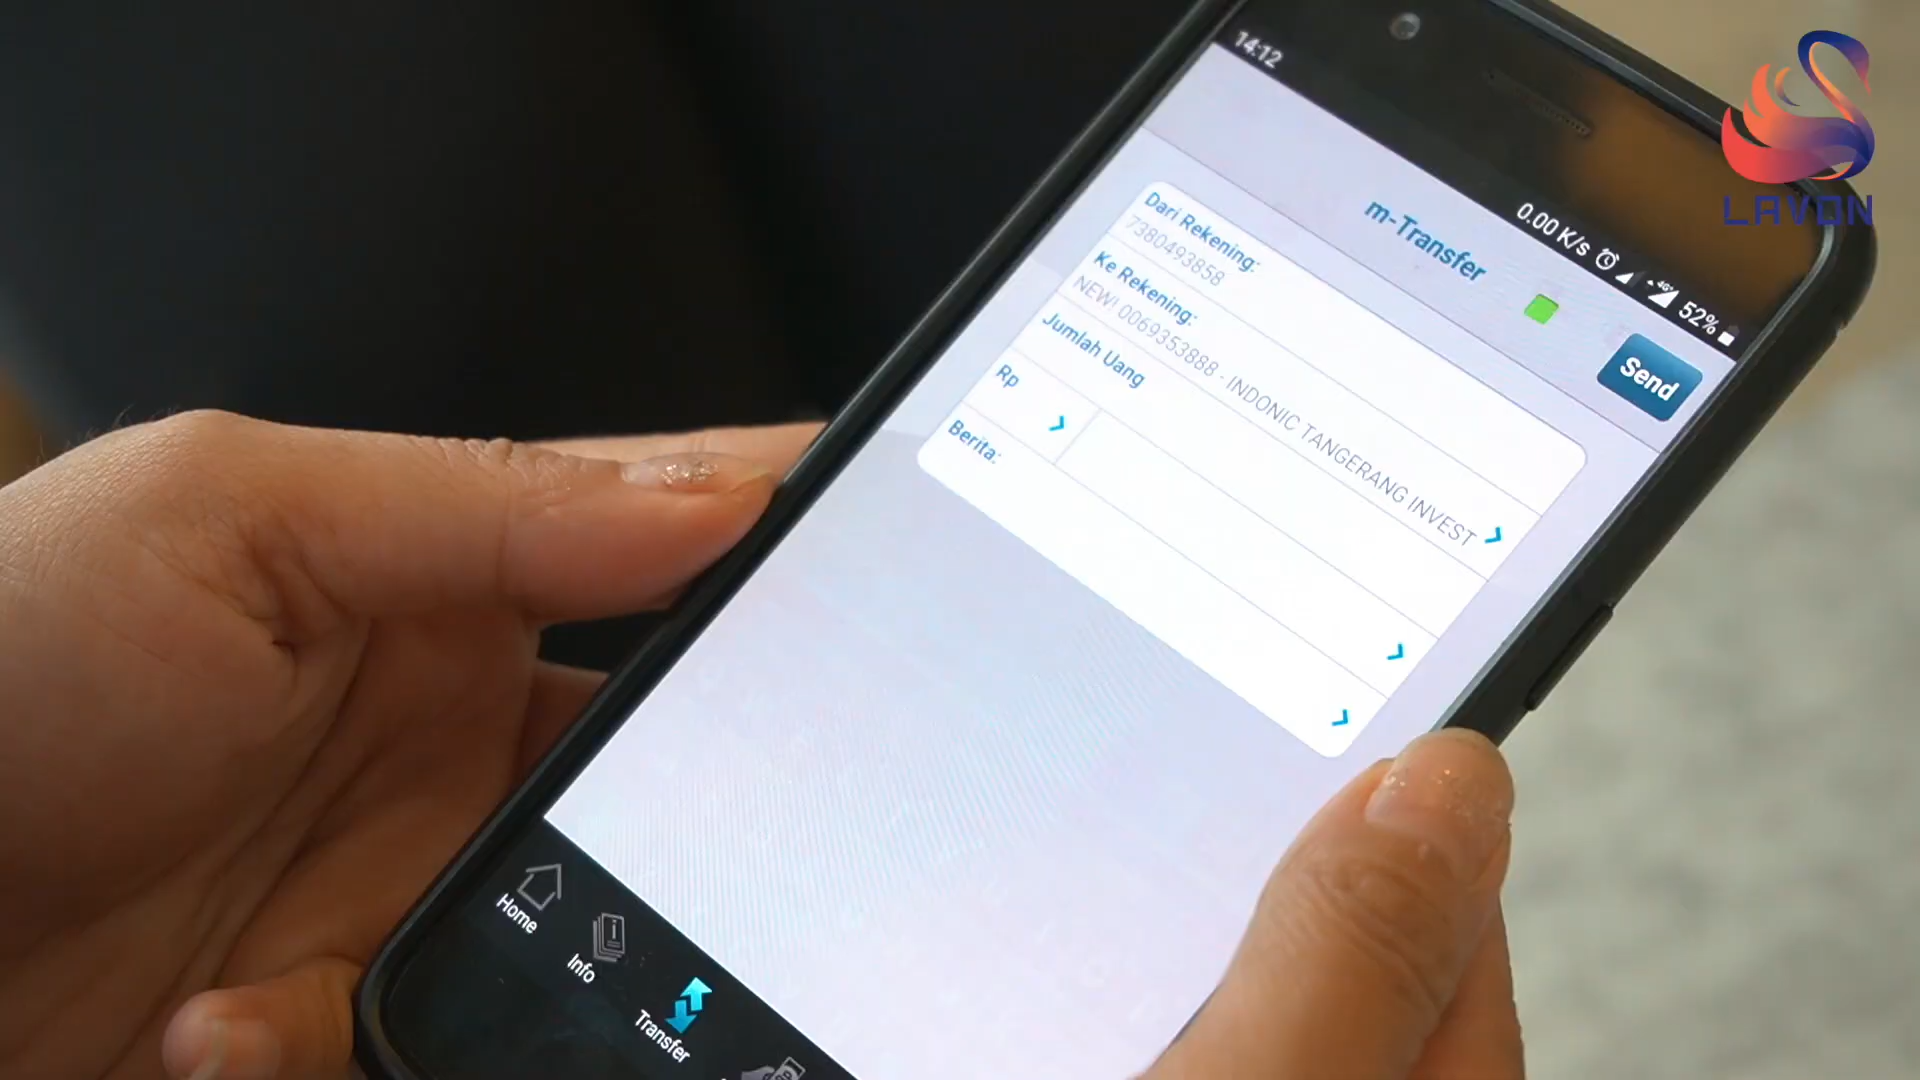 LAVON
14:12
0.00 K/s 4G+ 52%
m-Transfer
Send
Dari Rekening:
7380493858
Ke Rekening:
NEW! 0069353888 - INDONIC TANGERANG INVEST
Jumlah Uang
Rp
Berita:
Home
Info
Transfer